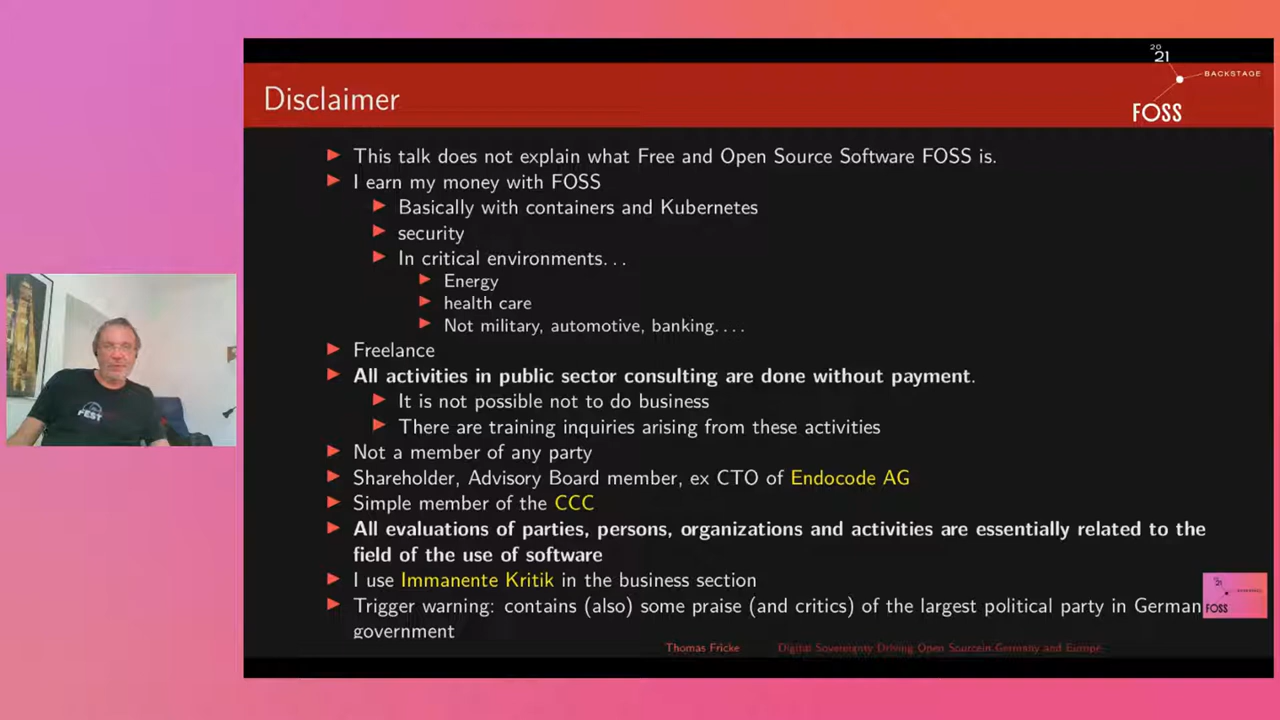 20
21
BACKSTAGE
FOSS
Disclaimer
This talk does not explain what Free and Open Source Software FOSS is.
I earn my money with FOSS
Basically with containers and Kubernetes
security
In critical environments...
Energy
health care
Not military, automotive, banking....
Freelance
All activities in public sector consulting are done without payment.
It is not possible not to do business
There are training inquiries arising from these activities
Not a member of any party
Shareholder, Advisory Board member, ex CTO of Endocode AG
Simple member of the CCC
All evaluations of parties, persons, organizations and activities are essentially related to the
field of the use of software
I use Immanente Kritik in the business section
Trigger warning: contains (also) some praise (and critics) of the largest political party in German
government
21
FOSS
Thomas Fricke Digital Sovereignty Driving Open Sourcein Germany and Europe